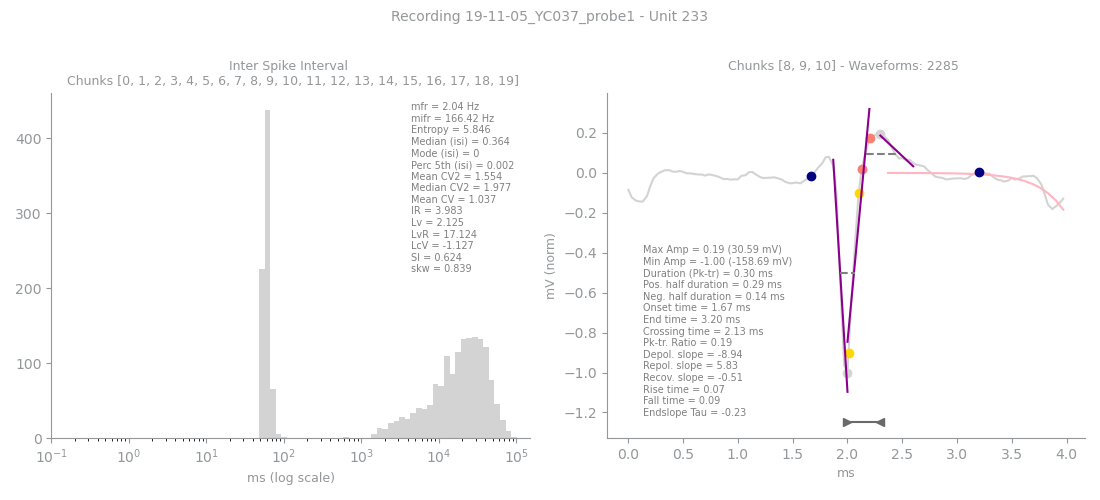 Recording 19-11-05_YC037_probe1 - Unit 233
Inter Spike Interval
Chunks [0, 1, 2, 3, 4, 5, 6, 7, 8, 9, 10, 11, 12, 13, 14, 15, 16, 17, 18, 19]
mfr = 2.04 Hz
mifr = 166.42 Hz
Entropy = 5.846
Median (isi) = 0.364
Mode (isi) = 0
Perc 5th (isi) = 0.002
Mean CV2 = 1.554
Median CV2 = 1.977
Mean CV = 1.037
IR = 3.983
Lv = 2.125
LvR = 17.124
LcV = -1.127
SI = 0.624
skw = 0.839
400
300
200
100
0
10⁻¹ 10⁰ 10¹ 10² 10³ 10⁴ 10⁵
ms (log scale)
Chunks [8, 9, 10] - Waveforms: 2285
mV (norm)
0.2
0.0
−0.2
−0.4
−0.6
−0.8
−1.0
−1.2
Max Amp = 0.19 (30.59 mV)
Min Amp = -1.00 (-158.69 mV)
Duration (Pk-tr) = 0.30 ms
Pos. half duration = 0.29 ms
Neg. half duration = 0.14 ms
Onset time = 1.67 ms
End time = 3.20 ms
Crossing time = 2.13 ms
Pk-tr. Ratio = 0.19
Depol. slope = -8.94
Repol. slope = 5.83
Recov. slope = -0.51
Rise time = 0.07
Fall time = 0.09
Endslope Tau = -0.23
0.0 0.5 1.0 1.5 2.0 2.5 3.0 3.5 4.0
ms